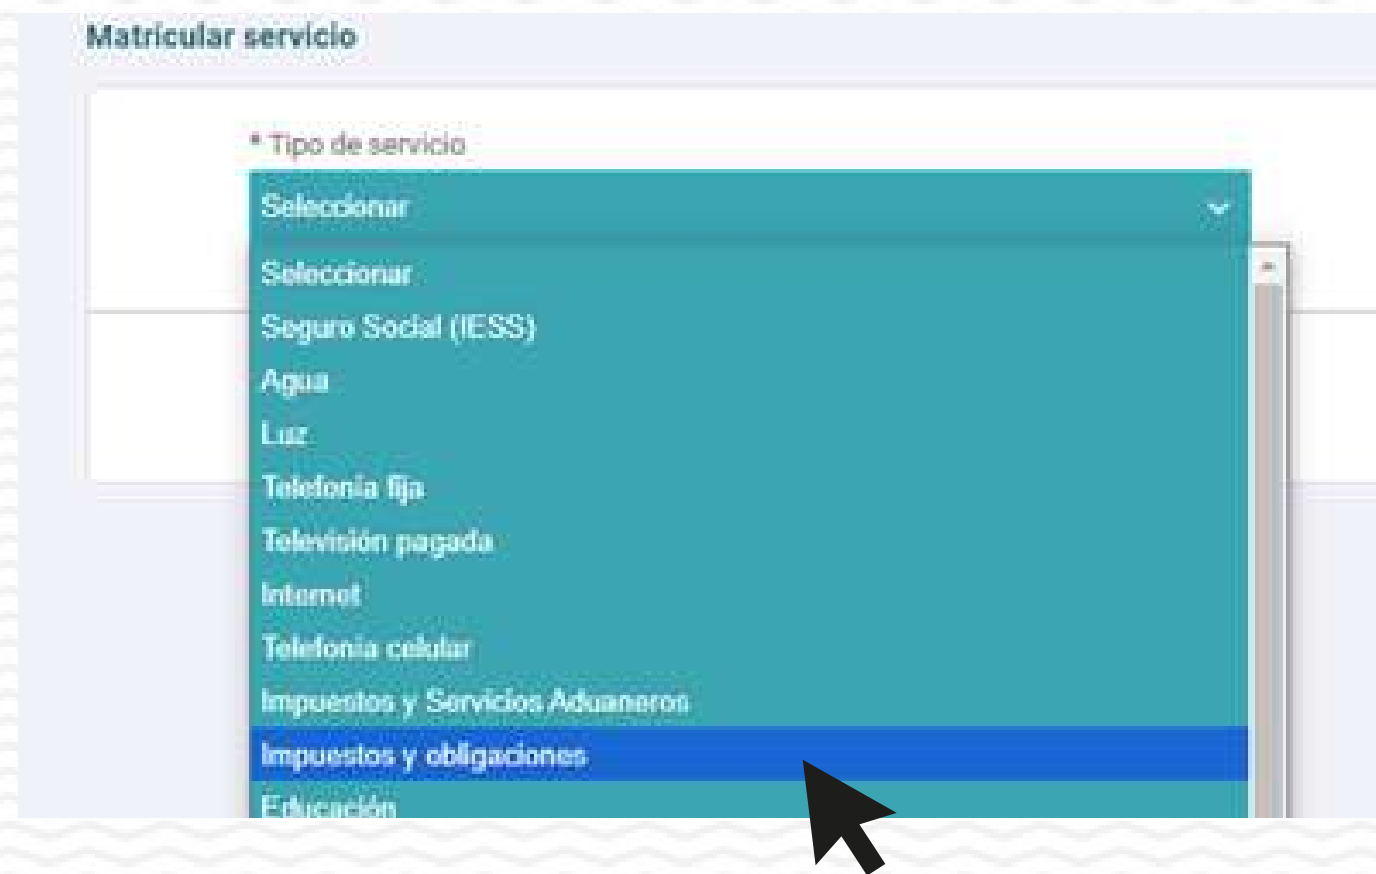 Matricular servicio
* Tipo de servicio
Seleccionar
Seleccionar
Seguro Social (IESS)
Agua
Luz
Telefonía fija
Televisión pagada
Internet
Telefonía celular
Impuestos y Servicios Aduaneros
Impuestos y obligaciones
Educación